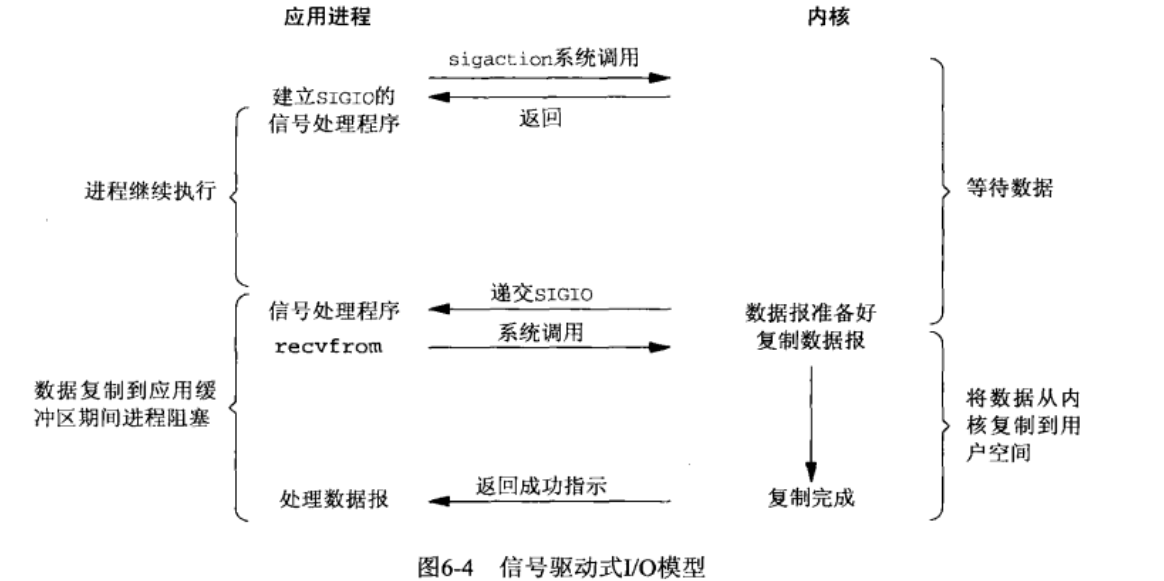 应用进程
内核
sigaction系统调用
建立SIGIO的
信号处理程序
返回
进程继续执行
等待数据
递交SIGIO
信号处理程序
数据报准备好
系统调用
recvfrom
复制数据报
数据复制到应用缓
冲区期间进程阻塞
将数据从内
核复制到用
户空间
返回成功指示
处理数据报
复制完成
图6-4 信号驱动式I/O模型